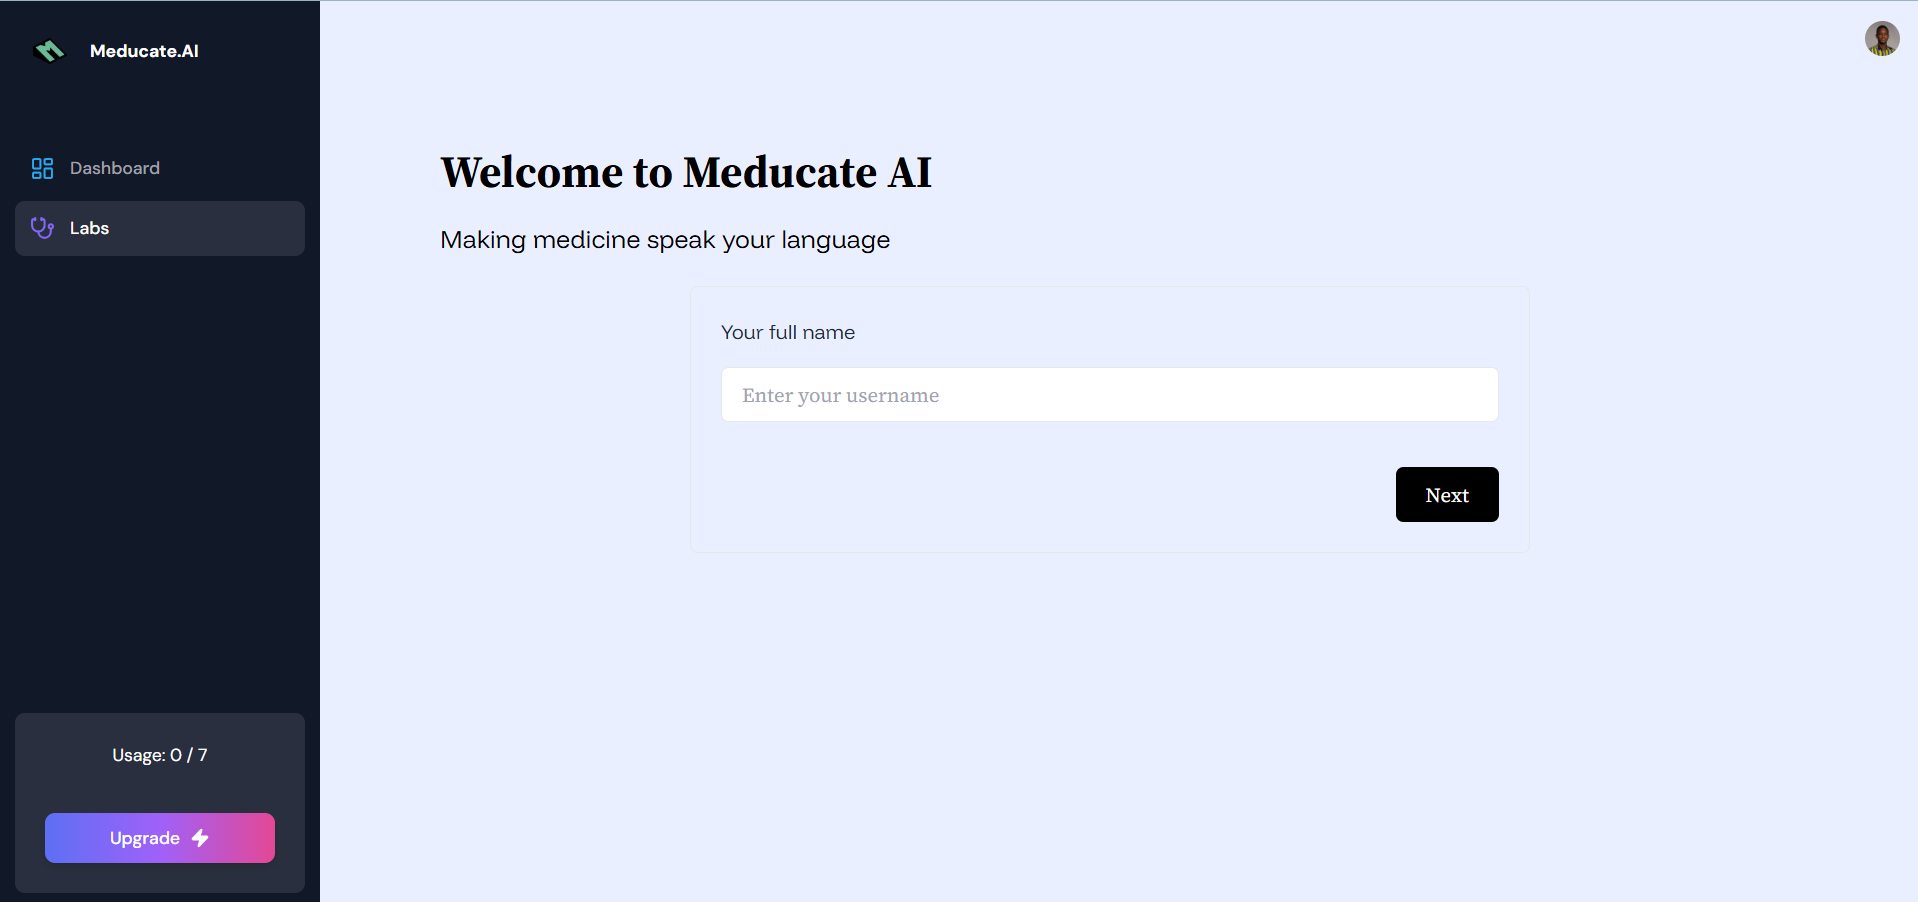 Meducate.AI
Dashboard
Labs
Usage: 0 / 7
Upgrade
Welcome to Meducate AI
Making medicine speak your language
Your full name
Enter your username
Next